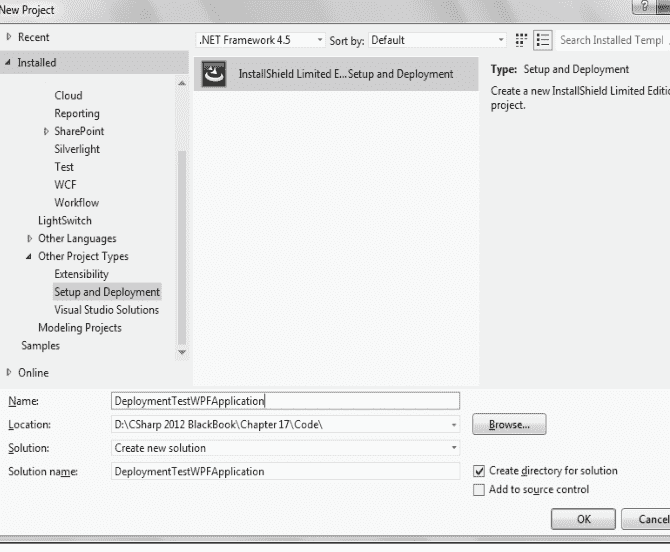 New Project
Recent
.NET Framework 4.5
Sort by: Default
Search Installed Templ
Installed
Cloud
Reporting
SharePoint
Silverlight
Test
WCF
Workflow
LightSwitch
Other Languages
Other Project Types
Extensibility
Setup and Deployment
Visual Studio Solutions
Modeling Projects
Samples
Online
InstallShield Limited E...Setup and Deployment
Type: Setup and Deployment
Create a new InstallShield Limited Editio
project.
Name: DeploymentTestWPFApplication
Location: D:\CSharp 2012 BlackBook\Chapter 17\Code\
Browse...
Solution: Create new solution
Solution name: DeploymentTestWPFApplication
Create directory for solution
Add to source control
OK
Cancel